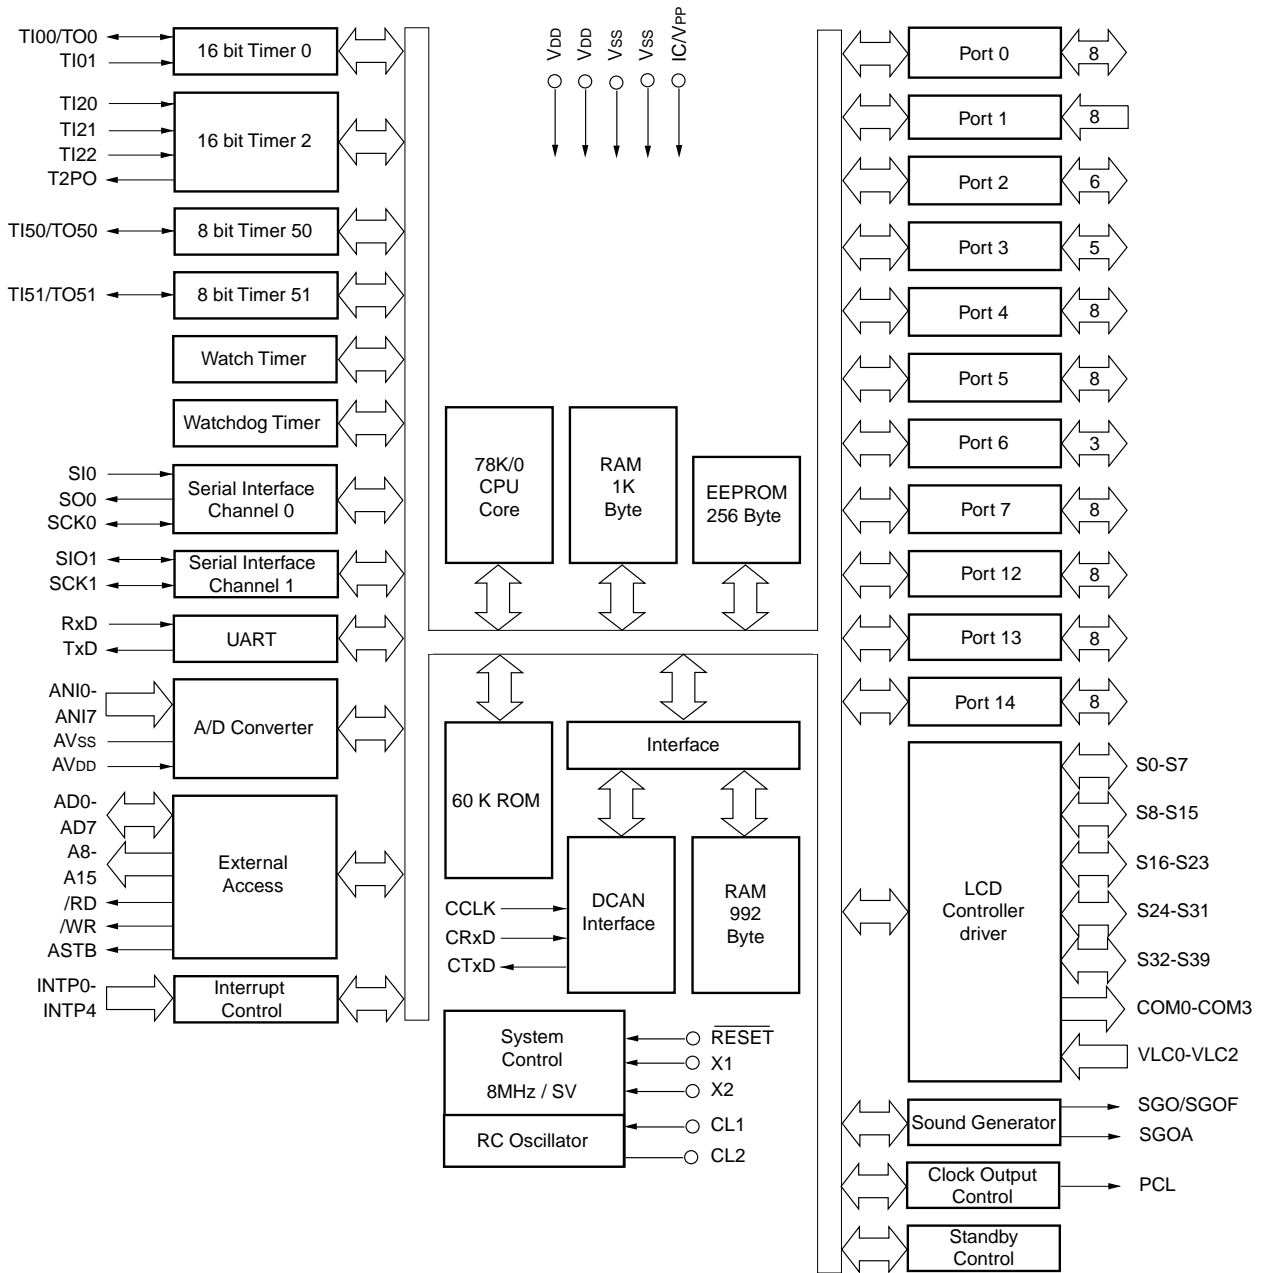 TI00/TO0
TI01
16 bit Timer 0
TI20
TI21
TI22
T2PO
16 bit Timer 2
TI50/TO50
8 bit Timer 50
TI51/TO51
8 bit Timer 51
Watch Timer
Watchdog Timer
SI0
SO0
SCK0
Serial Interface
Channel 0
SIO1
SCK1
Serial Interface
Channel 1
RxD
TxD
UART
ANI0-
ANI7
AVSS
AVDD
A/D Converter
AD0-
AD7
A8-
A15
/RD
/WR
ASTB
External
Access
INTP0-
INTP4
Interrupt
Control
VDD
VDD
VSS
VSS
IC/VPP
78K/0
CPU
Core
RAM
1K
Byte
EEPROM
256 Byte
60 K ROM
Interface
DCAN
Interface
RAM
992
Byte
CCLK
CRxD
CTxD
System
Control
8MHz / SV
RC Oscillator
RESET
X1
X2
CL1
CL2
Port 0
8
Port 1
8
Port 2
6
Port 3
5
Port 4
8
Port 5
8
Port 6
3
Port 7
8
Port 12
8
Port 13
8
Port 14
8
LCD
Controller
driver
S0-S7
S8-S15
S16-S23
S24-S31
S32-S39
COM0-COM3
VLC0-VLC2
Sound Generator
SGO/SGOF
SGOA
Clock Output
Control
PCL
Standby
Control